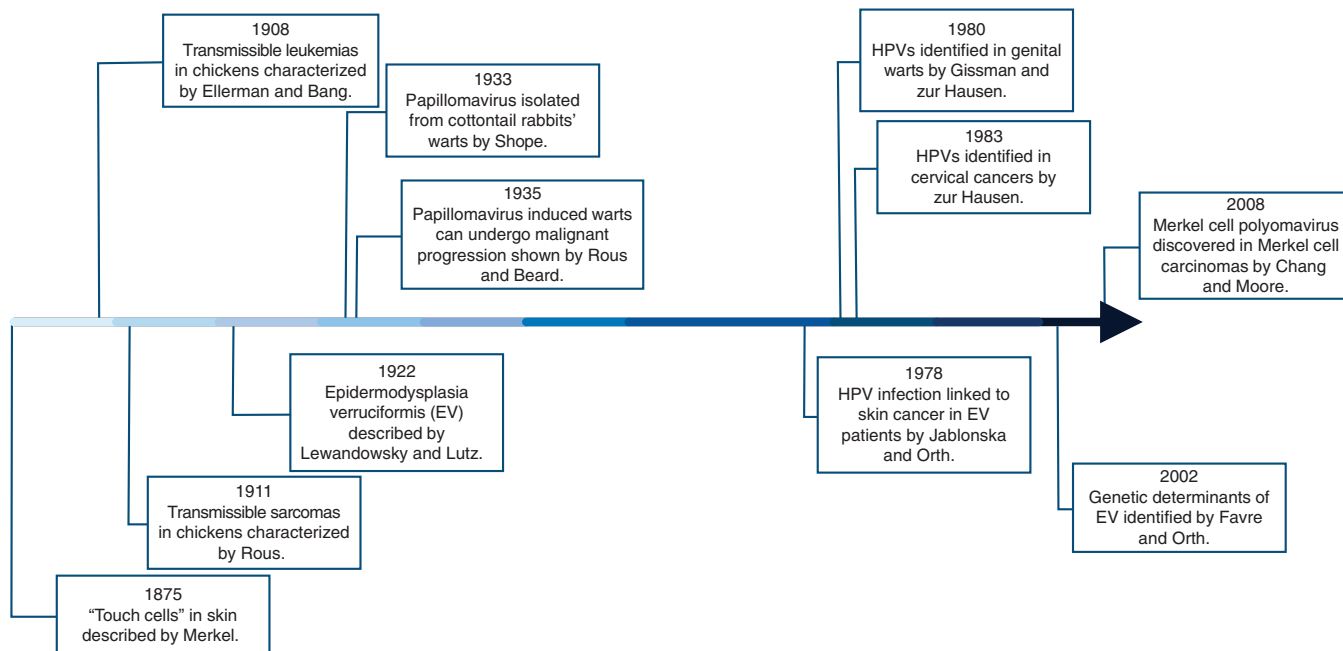 1908
Transmissible leukemias
in chickens characterized
by Ellerman and Bang.
1933
Papillomavirus isolated
from cottontail rabbits’
warts by Shope.
1935
Papillomavirus induced warts
can undergo malignant
progression shown by Rous
and Beard.
1980
HPVs identified in genital
warts by Gissman and
zur Hausen.
1983
HPVs identified in
cervical cancers by
zur Hausen.
2008
Merkel cell polyomavirus
discovered in Merkel cell
carcinomas by Chang
and Moore.
1922
Epidermodysplasia
verruciformis (EV)
described by
Lewandowsky and Lutz.
1911
Transmissible sarcomas
in chickens characterized
by Rous.
1875
“Touch cells” in skin
described by Merkel.
1978
HPV infection linked to
skin cancer in EV
patients by Jablonska
and Orth.
2002
Genetic determinants of
EV identified by Favre
and Orth.